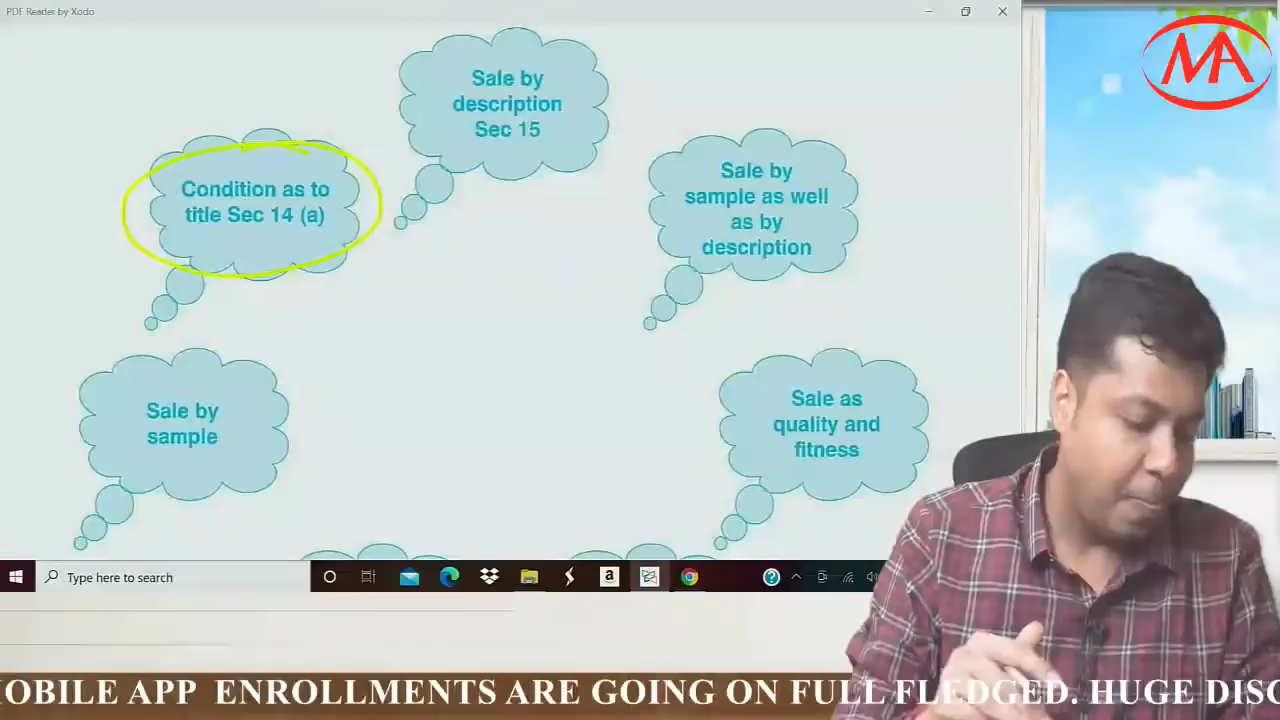 PDF Reader by Xodo
MA
Sale by
description
Sec 15
Condition as to
title Sec 14 (a)
Sale by
sample as well
as by
description
Sale by
sample
Sale as
quality and
fitness
Type here to search
a
MOBILE APP ENROLLMENTS ARE GOING ON FULL FLEDGED. HUGE DISC